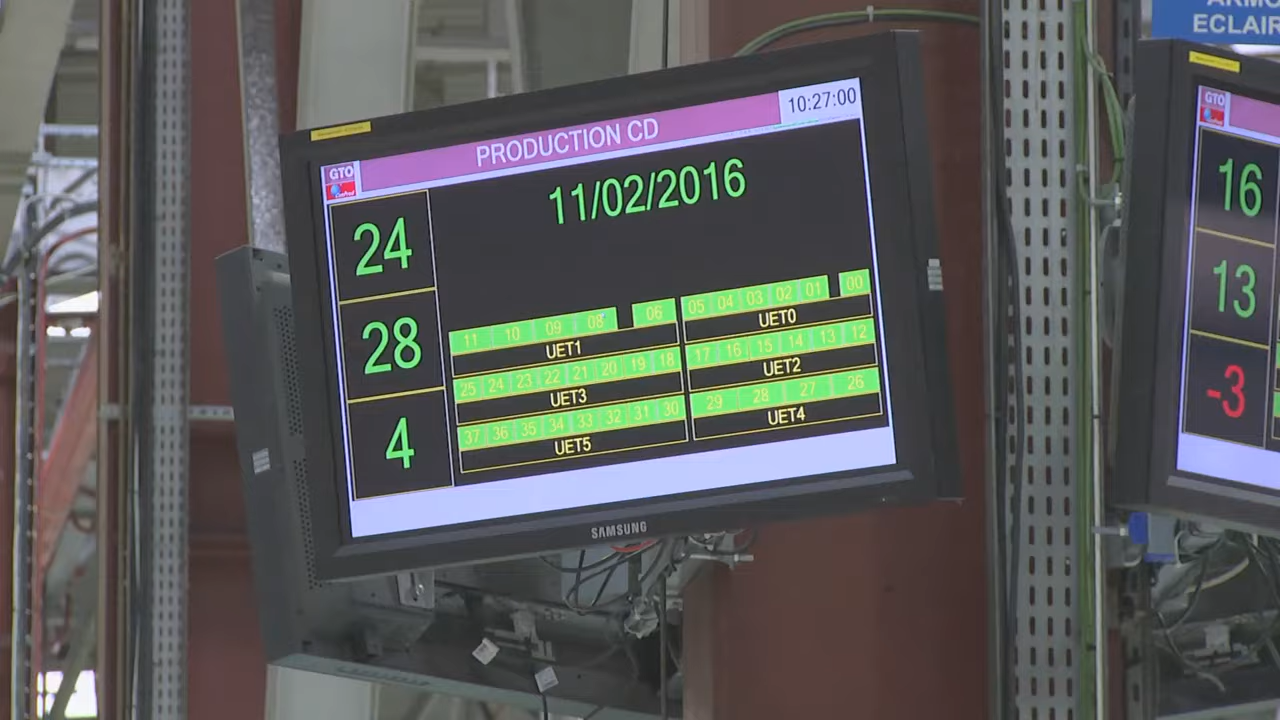 ECLAIR
PRODUCTION CD
10:27:00
GTO
11/02/2016
24
28
4
11 10 09 08 06
UET1
05 04 03 02 01 00
UET0
25 24 23 22 21 20 19 18
UET3
17 16 15 14 13 12
UET2
37 36 35 34 33 32 31 30
UET5
29 28 27 26
UET4
SAMSUNG
GTO
16
13
-3